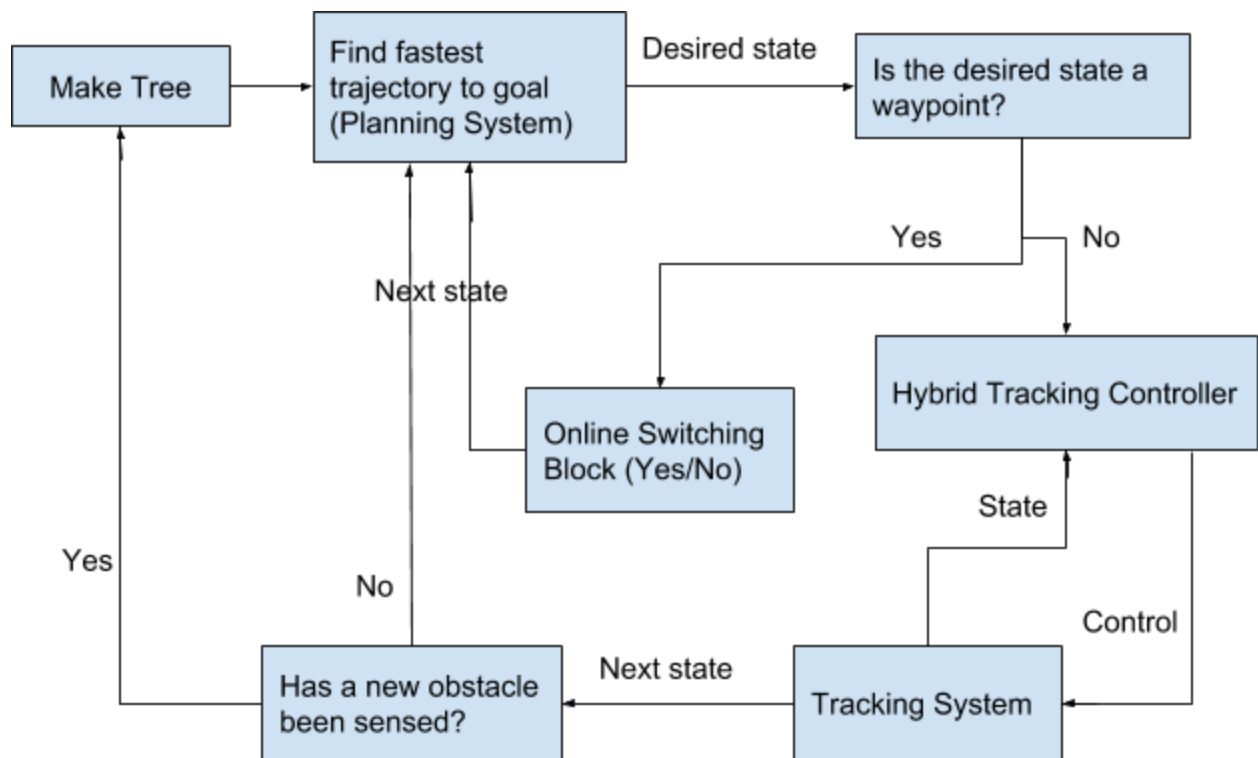 Make Tree
Find fastest
trajectory to goal
(Planning System)
Desired state
Is the desired state a
waypoint?
Yes
No
Next state
Online Switching
Block (Yes/No)
Hybrid Tracking Controller
State
Control
Yes
No
Has a new obstacle
been sensed?
Next state
Tracking System